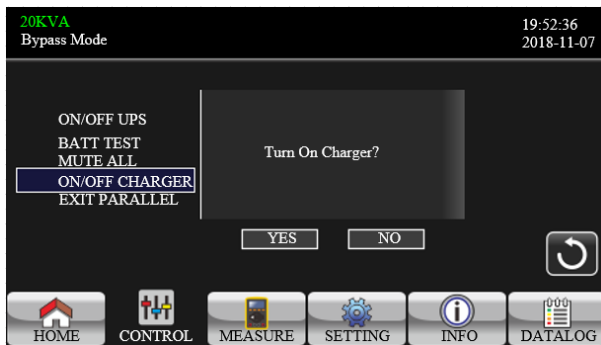 20KVA
Bypass Mode
19:52:36
2018-11-07
ON/OFF UPS
BATT TEST
MUTE ALL
ON/OFF CHARGER
EXIT PARALLEL
Turn On Charger?
YES
NO
HOME
CONTROL
MEASURE
SETTING
INFO
DATALOG